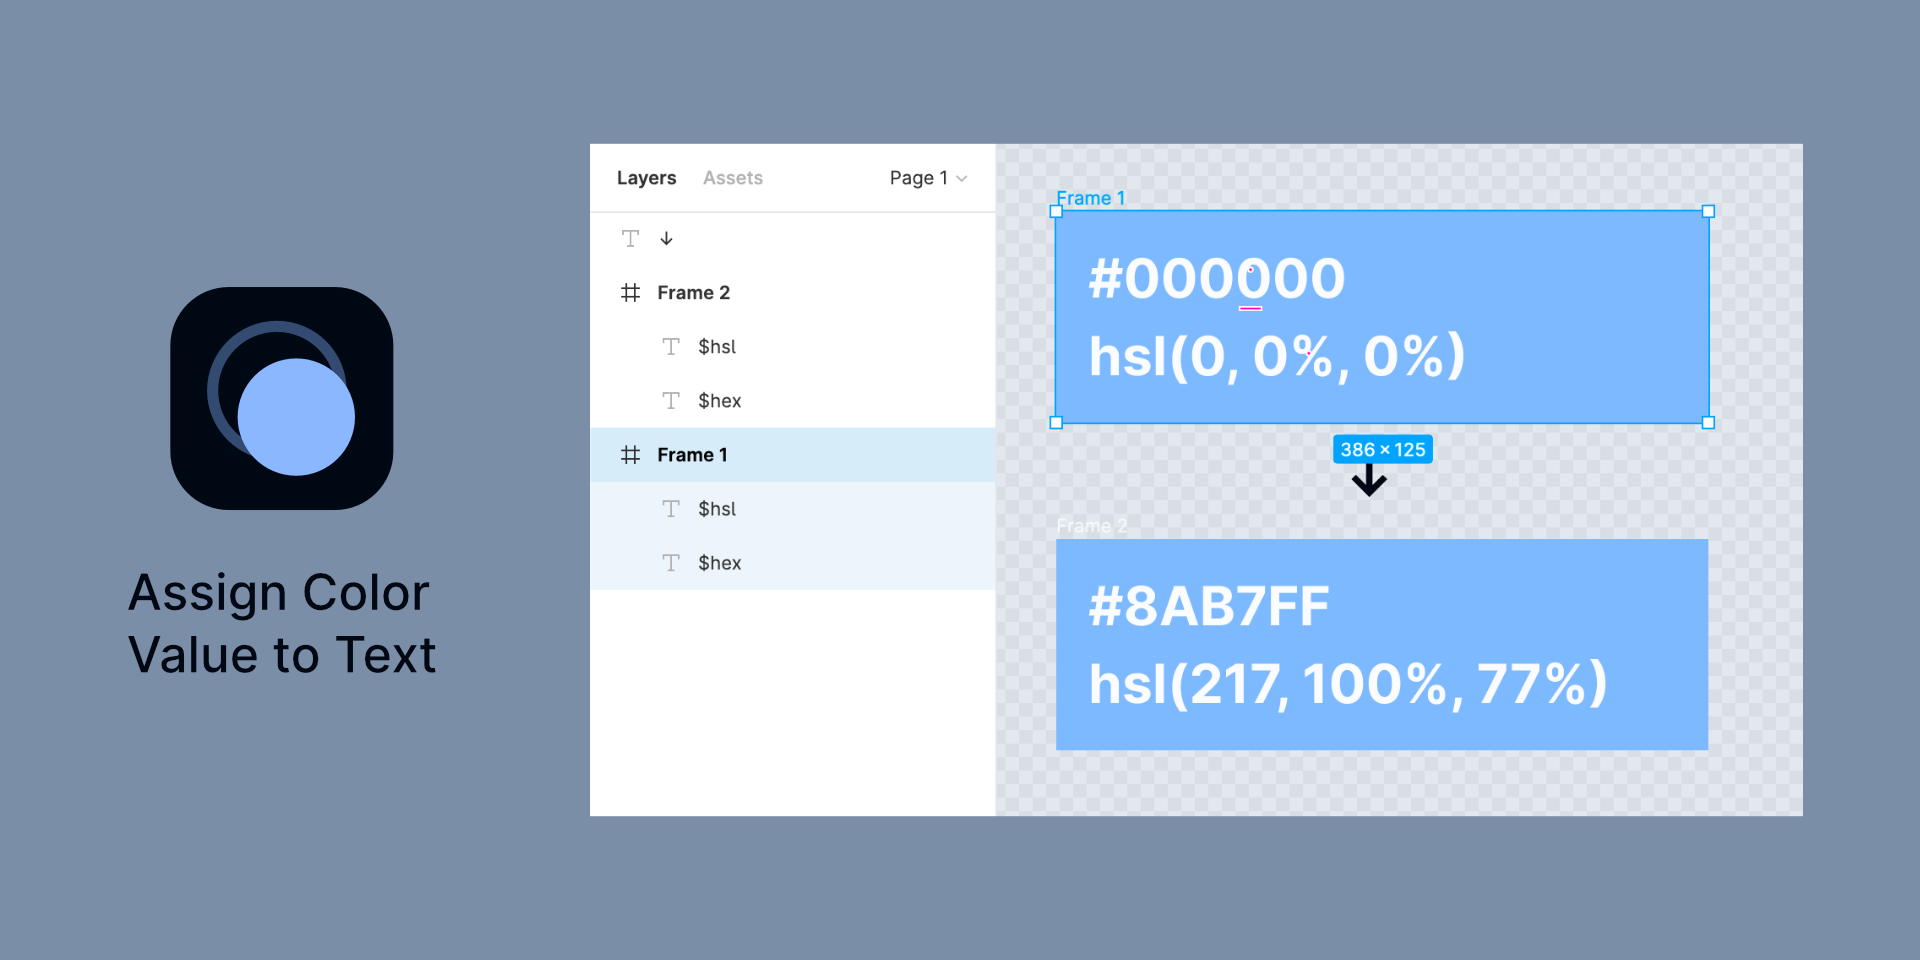 Assign Color
Value to Text
Layers
Assets
Page 1
↓
Frame 2
$hsl
$hex
Frame 1
$hsl
$hex
Frame 1
#000000
hsl(0, 0%, 0%)
386 × 125
↓
Frame 2
#8AB7FF
hsl(217, 100%, 77%)